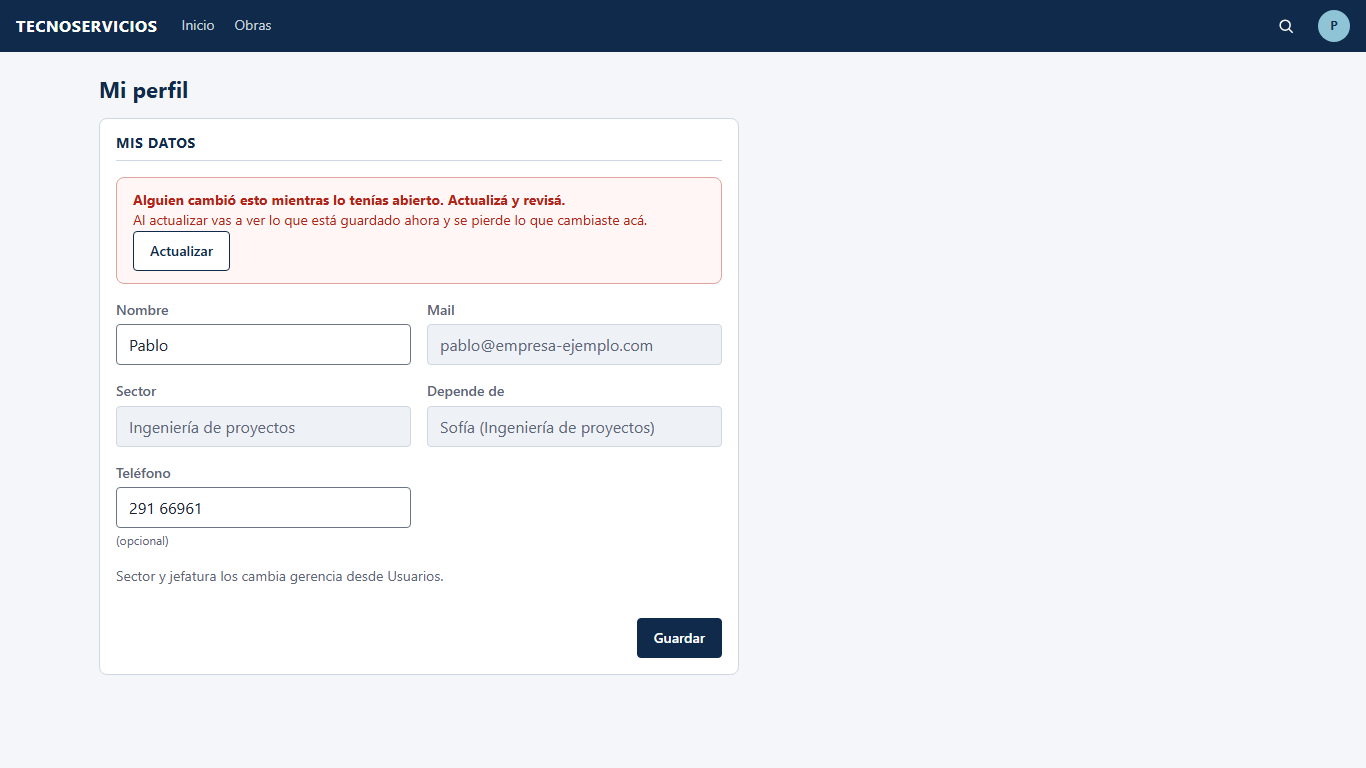 TECNOSERVICIOS Inicio Obras P
Mi perfil
MIS DATOS
Alguien cambió esto mientras lo tenías abierto. Actualizá y revisá.
Al actualizar vas a ver lo que está guardado ahora y se pierde lo que cambiaste acá.
Actualizar
Nombre Mail
Pablo pablo@empresa-ejemplo.com
Sector Depende de
Ingeniería de proyectos Sofía (Ingeniería de proyectos)
Teléfono
291 66961
(opcional)
Sector y jefatura los cambia gerencia desde Usuarios.
Guardar